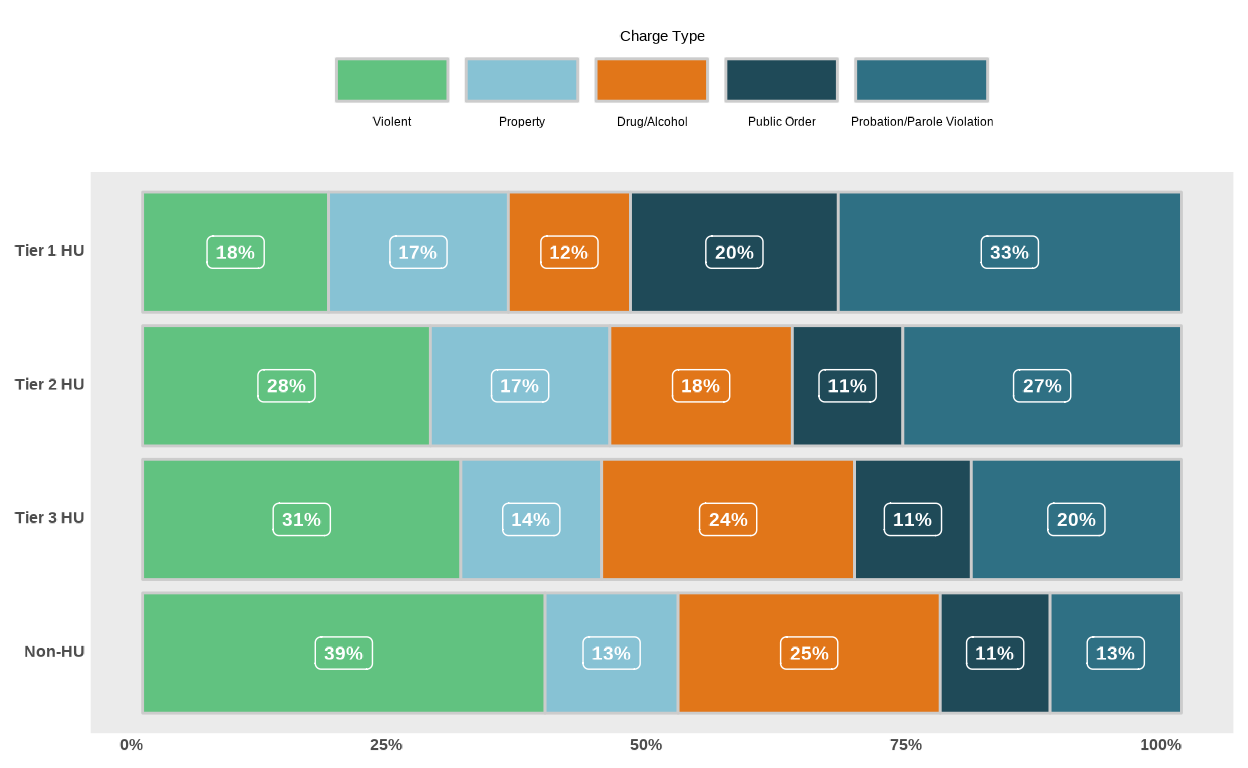 Charge Type
Violent Property Drug/Alcohol Public Order Probation/Parole Violation
Tier 1 HU 18% 17% 12% 20% 33%
Tier 2 HU 28% 17% 18% 11% 27%
Tier 3 HU 31% 14% 24% 11% 20%
Non-HU 39% 13% 25% 11% 13%
0% 25% 50% 75% 100%